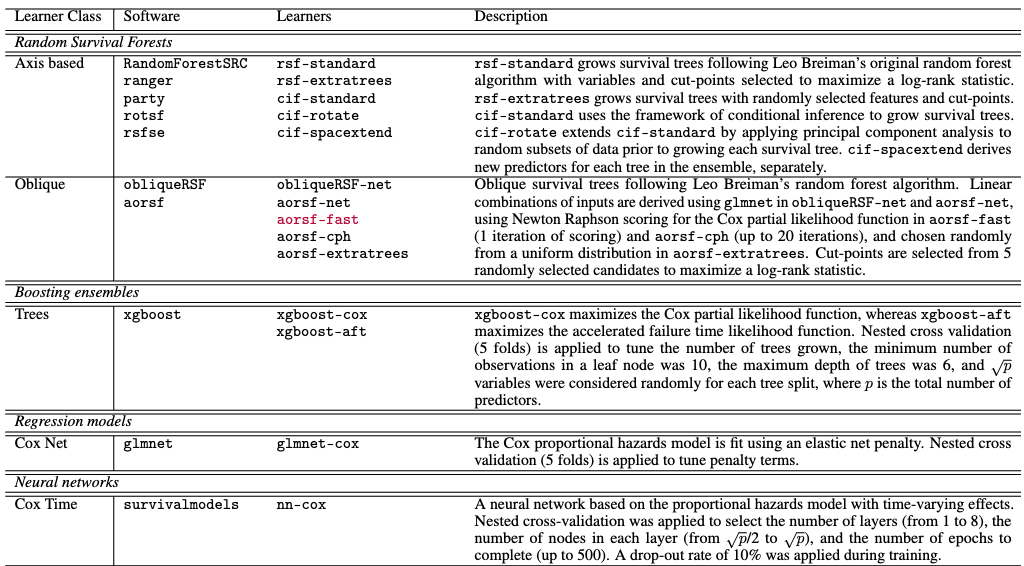 Learner Class Software Learners Description
Random Survival Forests
Axis based RandomForestSRC rsf-standard rsf-standard grows survival trees following Leo Breiman's original random forest
ranger rsf-extratrees algorithm with variables and cut-points selected to maximize a log-rank statistic.
party cif-standard rsf-extratrees grows survival trees with randomly selected features and cut-points.
rotsf cif-rotate cif-standard uses the framework of conditional inference to grow survival trees.
rsfse cif-spacextend cif-rotate extends cif-standard by applying principal component analysis to
random subsets of data prior to growing each survival tree. cif-spacextend derives
new predictors for each tree in the ensemble, separately.
Oblique obliqueRSF obliqueRSF-net Oblique survival trees following Leo Breiman's random forest algorithm. Linear
aorsf aorsf-net combinations of inputs are derived using glmnet in obliqueRSF-net and aorsf-net,
aorsf-fast using Newton Raphson scoring for the Cox partial likelihood function in aorsf-fast
aorsf-cph (1 iteration of scoring) and aorsf-cph (up to 20 iterations), and chosen randomly
aorsf-extratrees from a uniform distribution in aorsf-extratrees. Cut-points are selected from 5
randomly selected candidates to maximize a log-rank statistic.
Boosting ensembles
Trees xgboost xgboost-cox xgboost-cox maximizes the Cox partial likelihood function, whereas xgboost-aft
xgboost-aft maximizes the accelerated failure time likelihood function. Nested cross validation
(5 folds) is applied to tune the number of trees grown, the minimum number of
observations in a leaf node was 10, the maximum depth of trees was 6, and √p
variables were considered randomly for each tree split, where p is the total number of
predictors.
Regression models
Cox Net glmnet glmnet-cox The Cox proportional hazards model is fit using an elastic net penalty. Nested cross
validation (5 folds) is applied to tune penalty terms.
Neural networks
Cox Time survivalmodels nn-cox A neural network based on the proportional hazards model with time-varying effects.
Nested cross-validation was applied to select the number of layers (from 1 to 8), the
number of nodes in each layer (from √p/2 to √p), and the number of epochs to
complete (up to 500). A drop-out rate of 10% was applied during training.